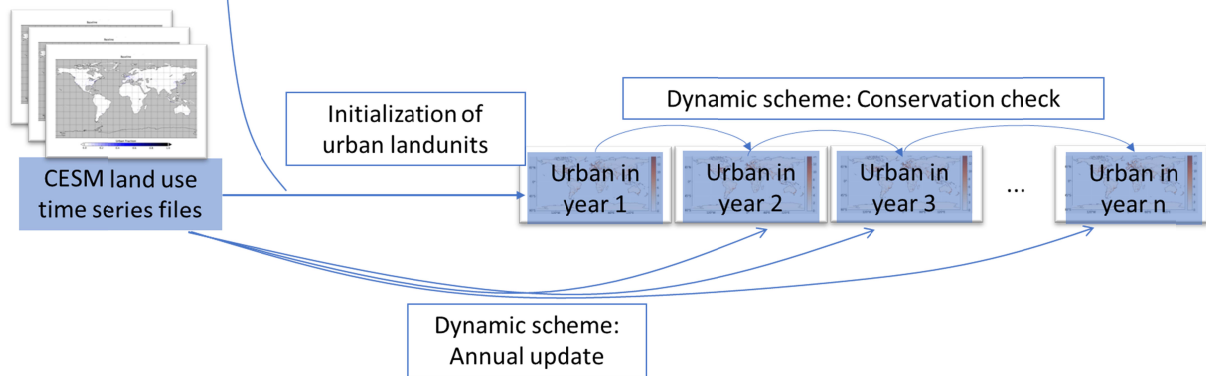 Initialization of
urban landunits
Dynamic scheme: Conservation check
CESM land use
time series files
Urban in
year 1
Urban in
year 2
Urban in
year 3
...
Urban in
year n
Dynamic scheme:
Annual update